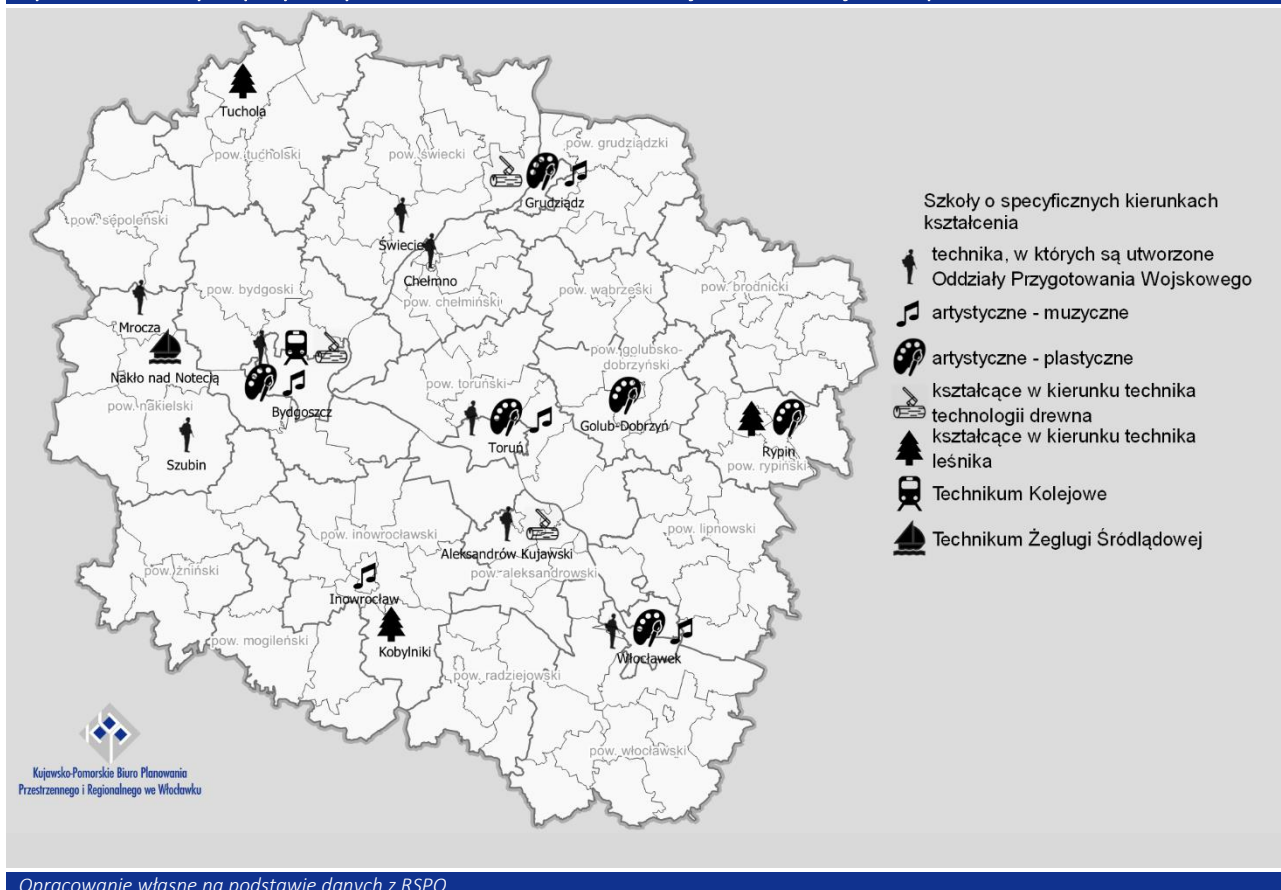 Tuchola
pow. tucholski
pow. świecki
pow. grudziądzki
Grudziądz
pow. sępoleński
Świecie
Chełmno
pow. bydgoski
pow. chełmiński
pow. wąbrzeski
pow. brodnicki
Mrocza
Nakło nad Notecią
pow. nakielski
Bydgoszcz
pow. toruński
pow. golubsko-
dobrzyński
Golub-Dobrzyń
Toruń
Rypin
pow. rypiński
Szubin
pow. inowrocławski
Aleksandrów Kujawski
pow. aleksandrowski
pow. lipnowski
pow. żniński
Inowrocław
Kobylniki
pow. mogileński
Włocławek
pow. radziejowski
pow. włocławski
Szkoły o specyficznych kierunkach
kształcenia
technika, w których są utworzone
Oddziały Przygotowania Wojskowego
artystyczne - muzyczne
artystyczne - plastyczne
kształcące w kierunku technika
technologii drewna
kształcące w kierunku technika
leśnika
Technikum Kolejowe
Technikum Żeglugi Śródlądowej
Kujawsko-Pomorskie Biuro Planowania
Przestrzennego i Regionalnego we Włocławku
Opracowanie własne na podstawie danych z RSPO